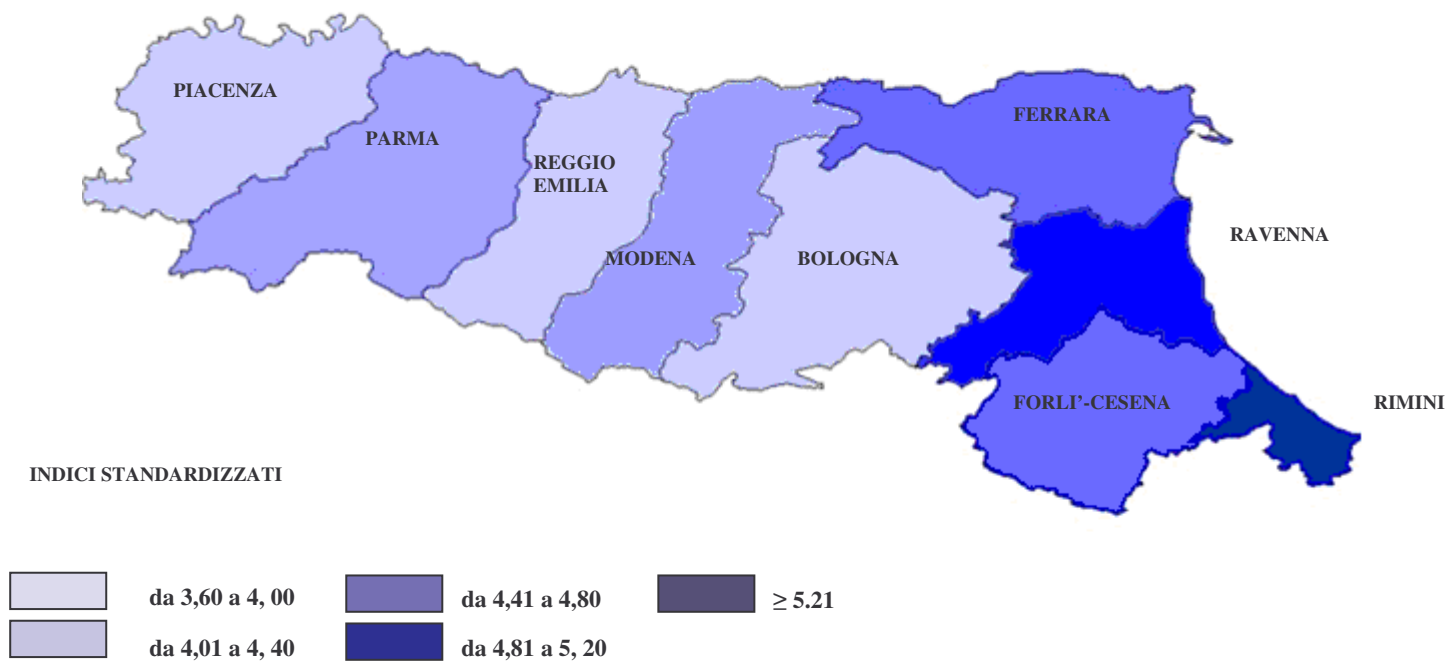 PIACENZA
PARMA
REGGIO
EMILIA
MODENA
BOLOGNA
FERRARA
RAVENNA
FORLI’-CESENA
RIMINI
INDICI STANDARDIZZATI
da 3,60 a 4, 00
da 4,41 a 4,80
≥ 5.21
da 4,01 a 4, 40
da 4,81 a 5, 20